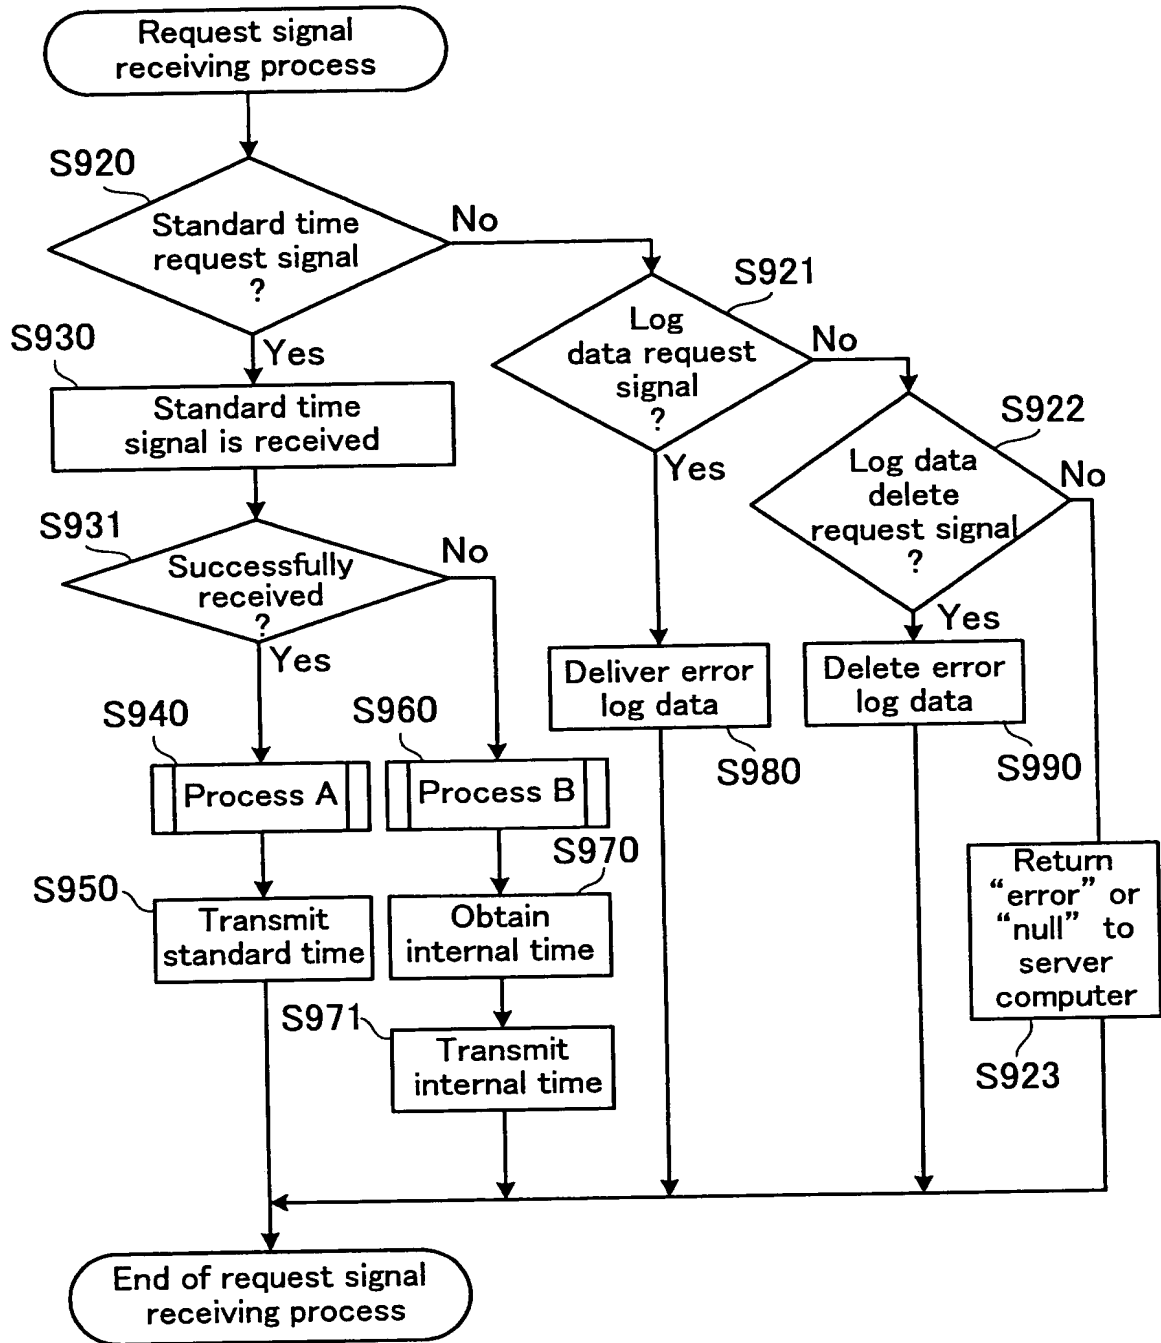 Request signal
receiving process
S920
Standard time
request signal
?
No
Yes
S921
Log
data request
signal
?
No
Yes
S922
Log data
delete
request signal
?
No
Yes
S930
Standard time
signal is received
S931
Successfully
received
?
No
Yes
S940
Process A
S960
Process B
Deliver error
log data
S980
Delete error
log data
S990
S950
Transmit
standard time
S970
Obtain
internal time
S971
Transmit
internal time
Return
“error” or
“null” to
server
computer
S923
End of request signal
receiving process